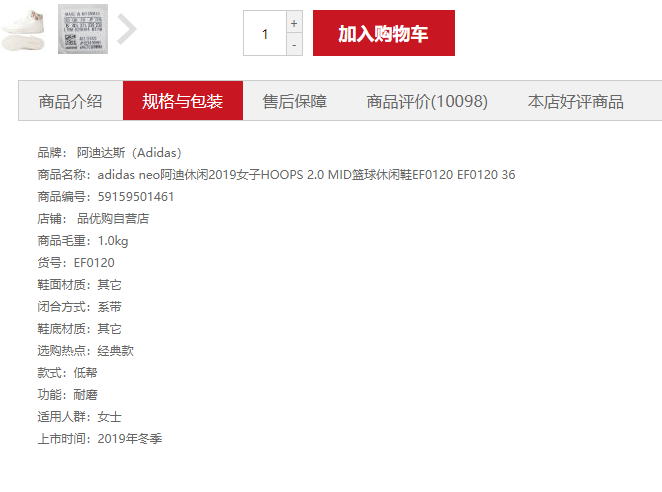 1
+
-
加入购物车
商品介绍 规格与包装 售后保障 商品评价(10098) 本店好评商品
品牌： 阿迪达斯（Adidas）
商品名称：adidas neo阿迪休闲2019女子HOOPS 2.0 MID篮球休闲鞋EF0120 EF0120 36
商品编号：59159501461
店铺： 品优购自营店
商品毛重：1.0kg
货号：EF0120
鞋面材质：其它
闭合方式：系带
鞋底材质：其它
选购热点：经典款
款式：低帮
功能：耐磨
适用人群：女士
上市时间：2019年冬季